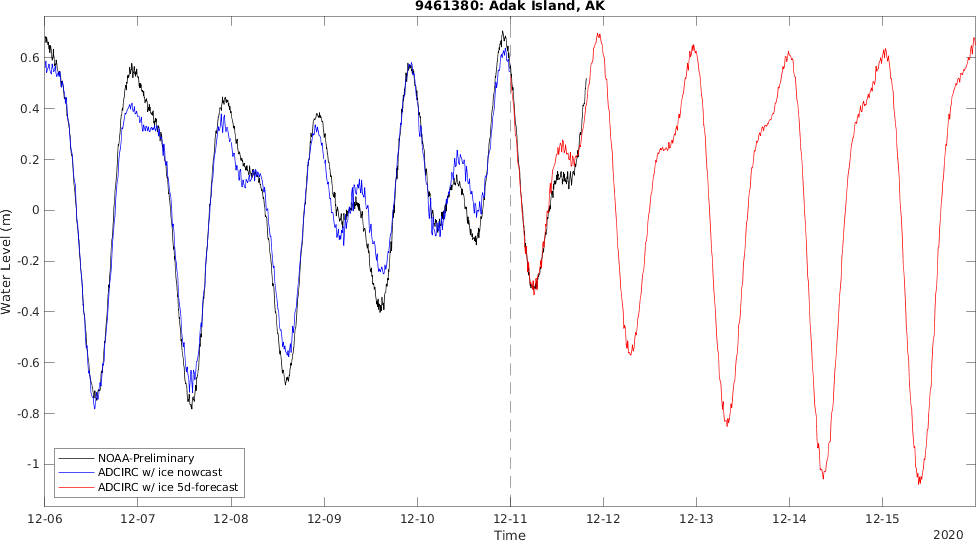 9461380: Adak Island, AK
0.6
0.4
0.2
0
-0.2
-0.4
-0.6
-0.8
-1
Water Level (m)
NOAA-Preliminary
ADCIRC w/ ice nowcast
ADCIRC w/ ice 5d-forecast
12-06 12-07 12-08 12-09 12-10 12-11 12-12 12-13 12-14 12-15
Time
2020